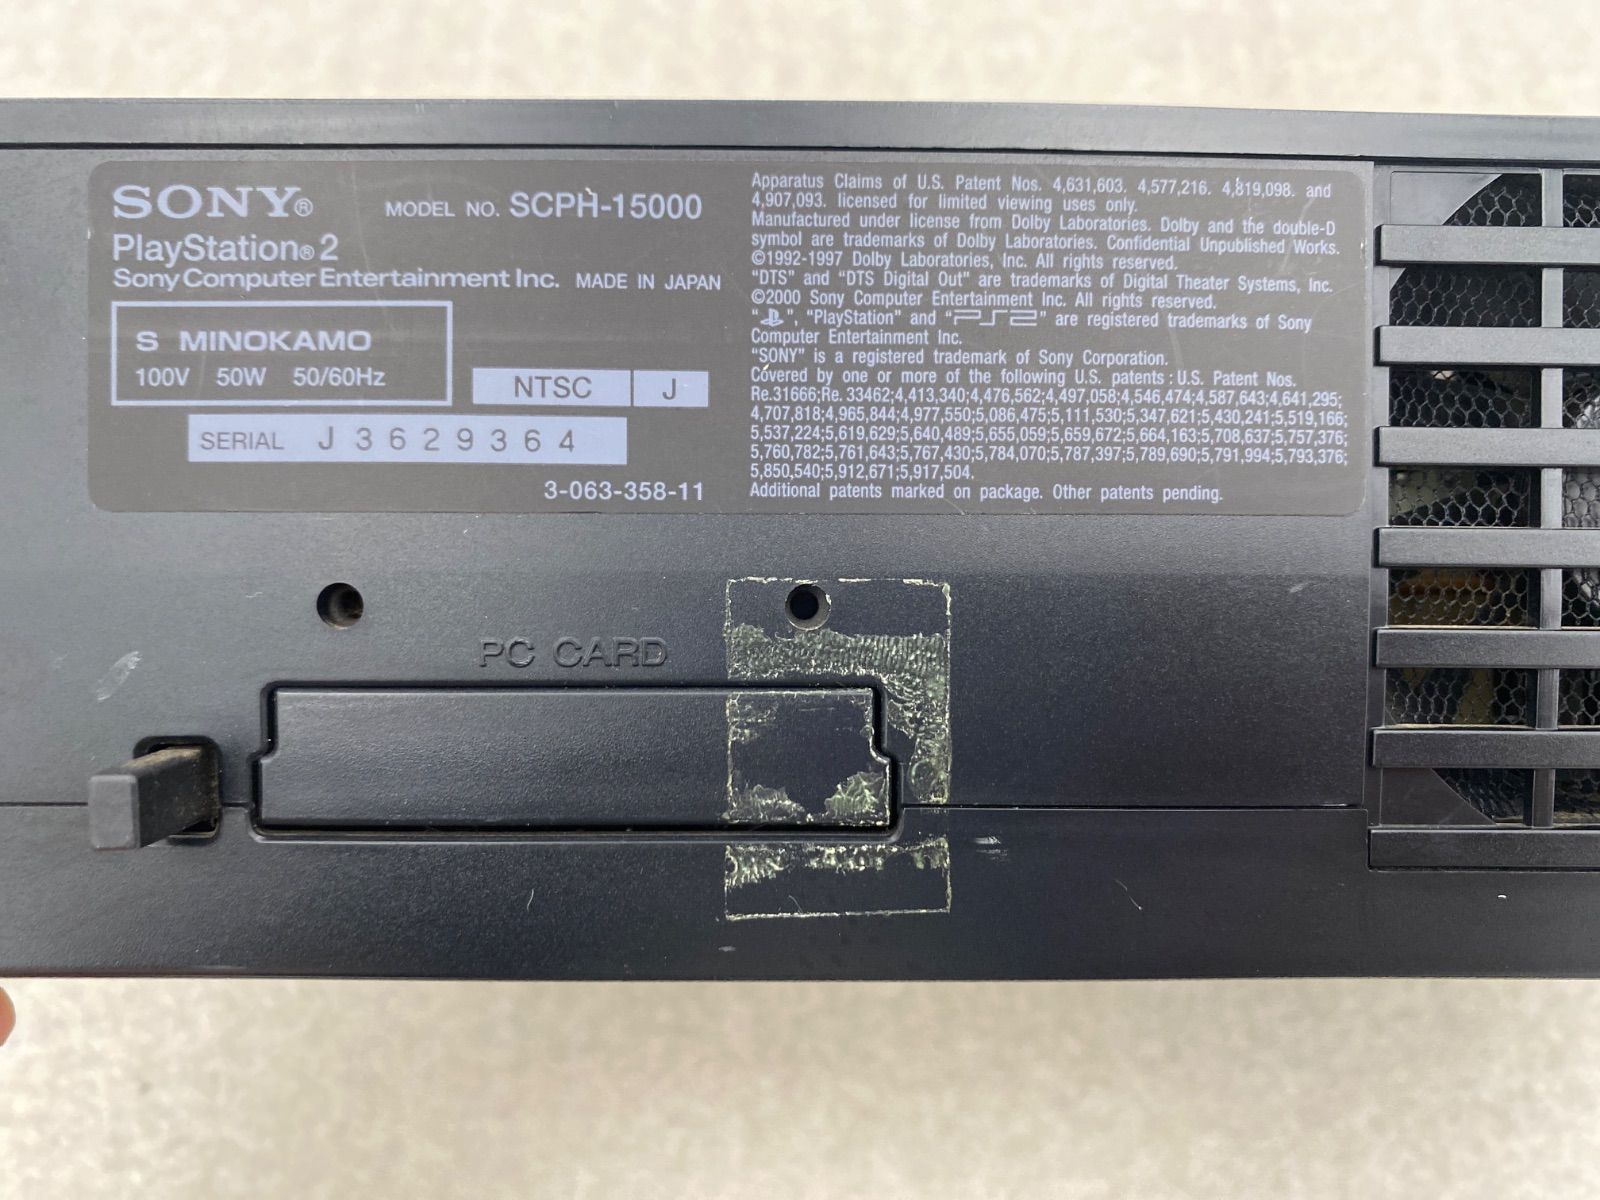 SONY®
MODEL NO. SCPH-15000
PlayStation®2
Sony Computer Entertainment Inc. MADE IN JAPAN
S MINOKAMO
100V 50W 50/60Hz
NTSC J
SERIAL J3629364
3-063-358-11
Apparatus Claims of U.S. Patent Nos. 4,631,603. 4,577,216. 4,819,098. and
4,907,093. licensed for limited viewing uses only.
Manufactured under license from Dolby Laboratories. Dolby and the double-D
symbol are trademarks of Dolby Laboratories. Confidential Unpublished Works.
©1992-1997 Dolby Laboratories, Inc. All rights reserved.
"DTS" and "DTS Digital Out" are trademarks of Digital Theater Systems, Inc.
©2000 Sony Computer Entertainment Inc. All rights reserved.
" ", "PlayStation" and "PS2" are registered trademarks of Sony
Computer Entertainment Inc.
"SONY" is a registered trademark of Sony Corporation.
Covered by one or more of the following U.S. patents : U.S. Patent Nos.
Re.31666;Re. 33462;4,413,340;4,476,562;4,497,058;4,546,474;4,587,643;4,641,295;
4,707,818;4,965,844;4,977,550;5,086,475;5,111,530;5,347,621;5,430,241;5,519,166;
5,537,224;5,619,629;5,640,489;5,655,059;5,659,672;5,664,163;5,708,637;5,757,376;
5,760,782;5,761,643;5,767,430;5,784,070;5,787,397;5,789,690;5,791,994;5,793,376;
5,850,540;5,912,671;5,917,504.
Additional patents marked on package. Other patents pending.
PC CARD